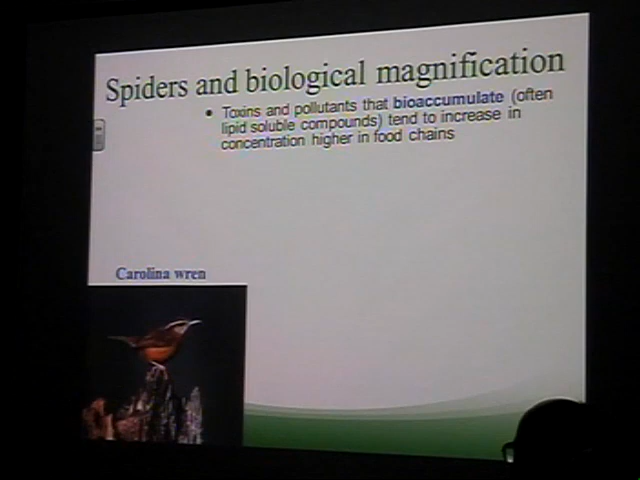 Spiders and biological magnification
• Toxins and pollutants that bioaccumulate (often
lipid soluble compounds) tend to increase in
concentration higher in food chains
Carolina wren